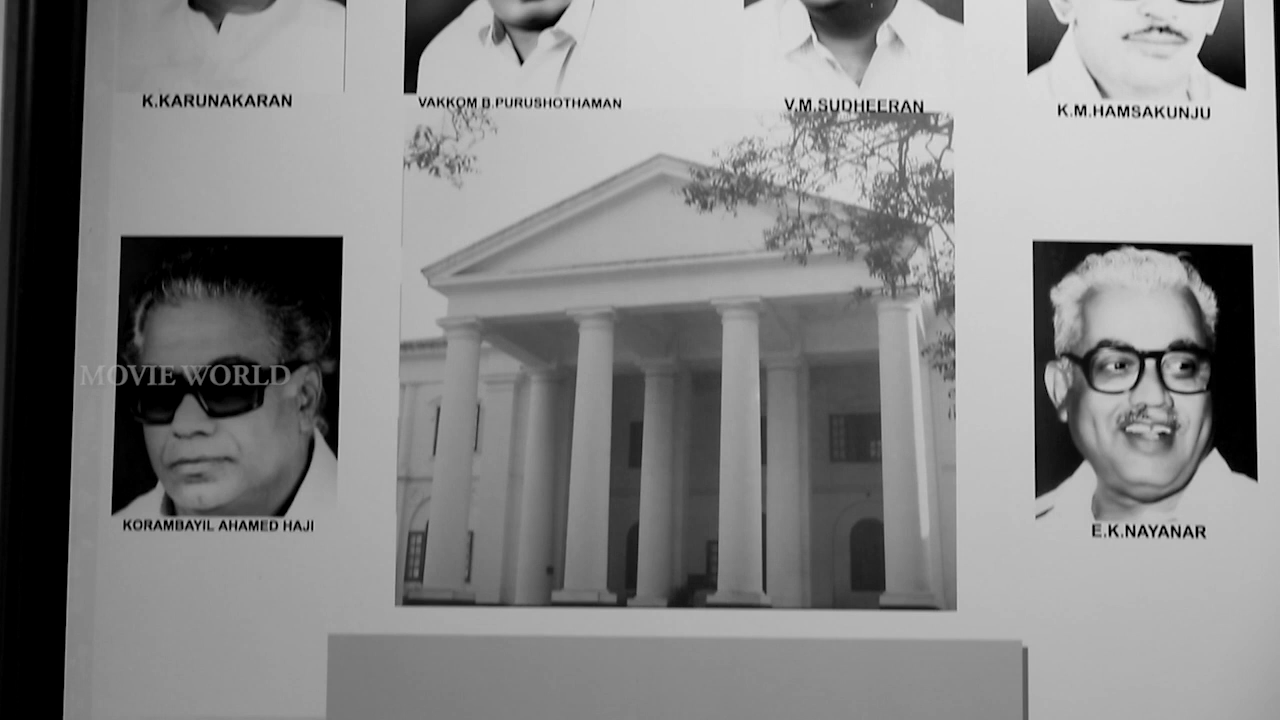 K.KARUNAKARAN
VAKKOM B.PURUSHOTHAMAN
V.M.SUDHEERAN
K.M.HAMSAKUNJU
MOVIE WORLD
KORAMBAYIL AHAMED HAJI
E.K.NAYANAR